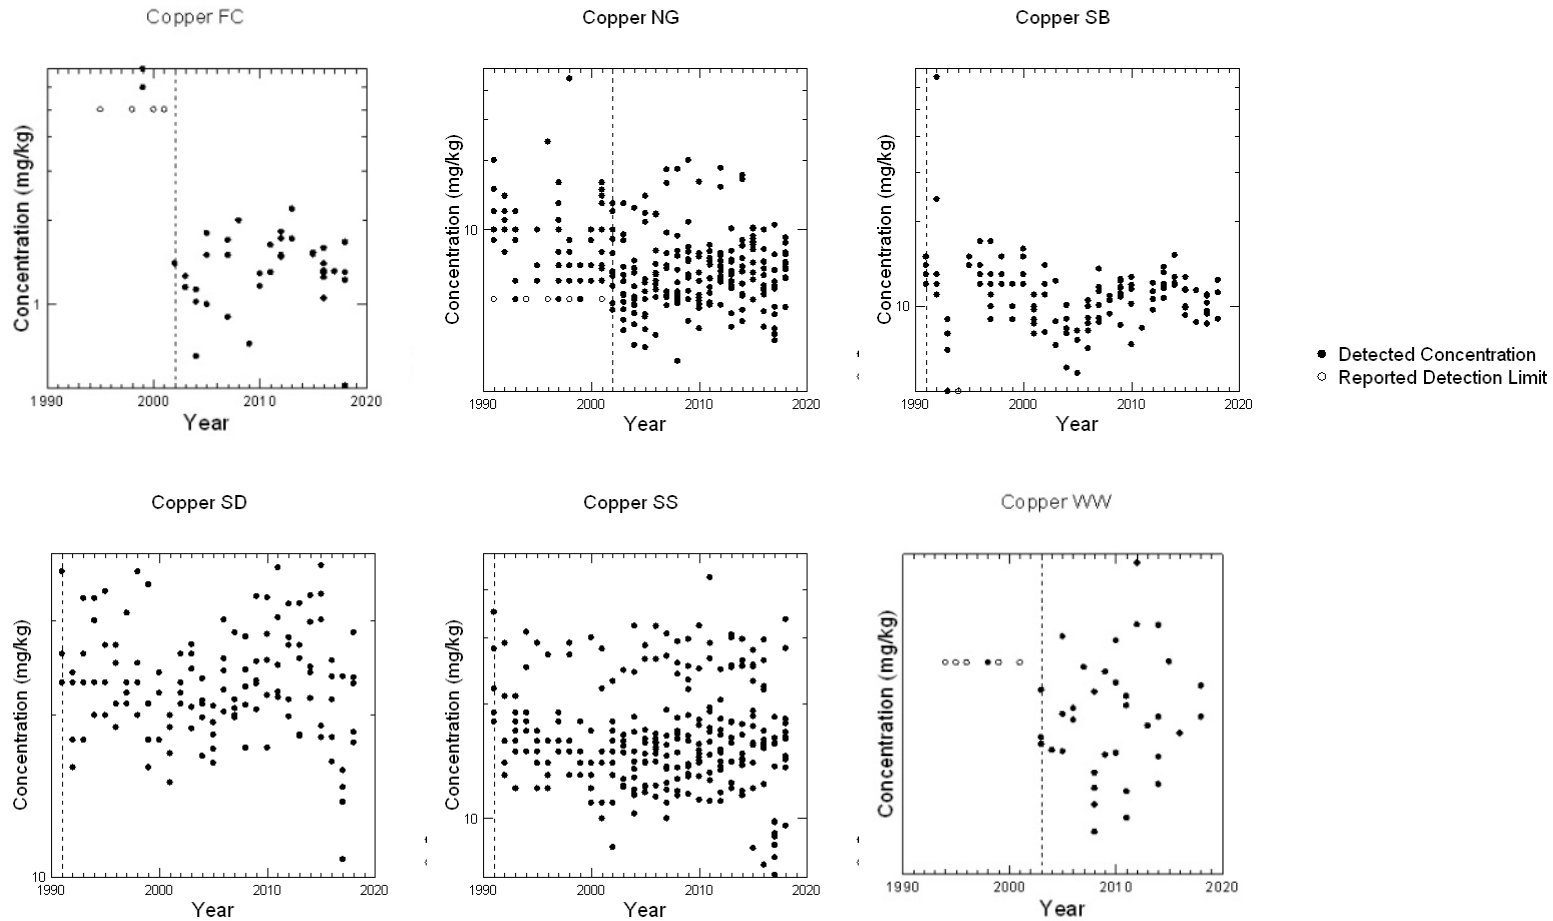 Copper FC
Copper NG
Copper SB
Concentration (mg/kg)
1
1990
2000
2010
2020
Year
Concentration (mg/kg)
10
1990
2000
2010
2020
Year
Concentration (mg/kg)
10
1990
2000
2010
2020
Year
Detected Concentration
Reported Detection Limit
Copper SD
Copper SS
Copper WW
Concentration (mg/kg)
10
1990
2000
2010
2020
Year
Concentration (mg/kg)
10
1990
2000
2010
2020
Year
Concentration (mg/kg)
1990
2000
2010
2020
Year